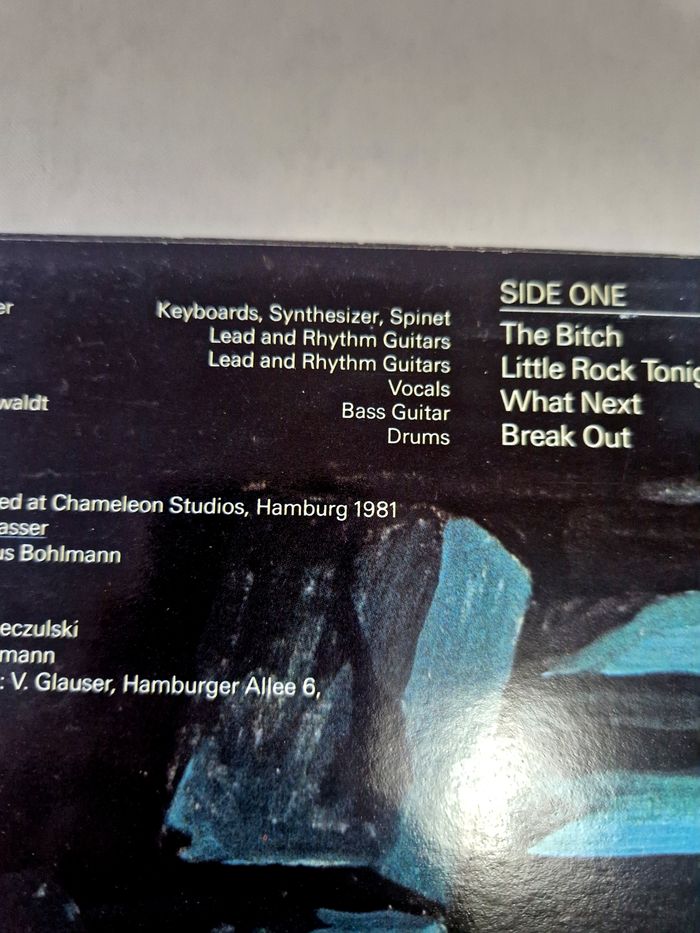 er
Keyboards, Synthesizer, Spinet
Lead and Rhythm Guitars
Lead and Rhythm Guitars
Vocals
waldt
Bass Guitar
Drums
ed at Chameleon Studios, Hamburg 1981
asser
us Bohlmann
eczulski
mann
: V. Glauser, Hamburger Allee 6,
SIDE ONE
The Bitch
Little Rock Tonig
What Next
Break Out